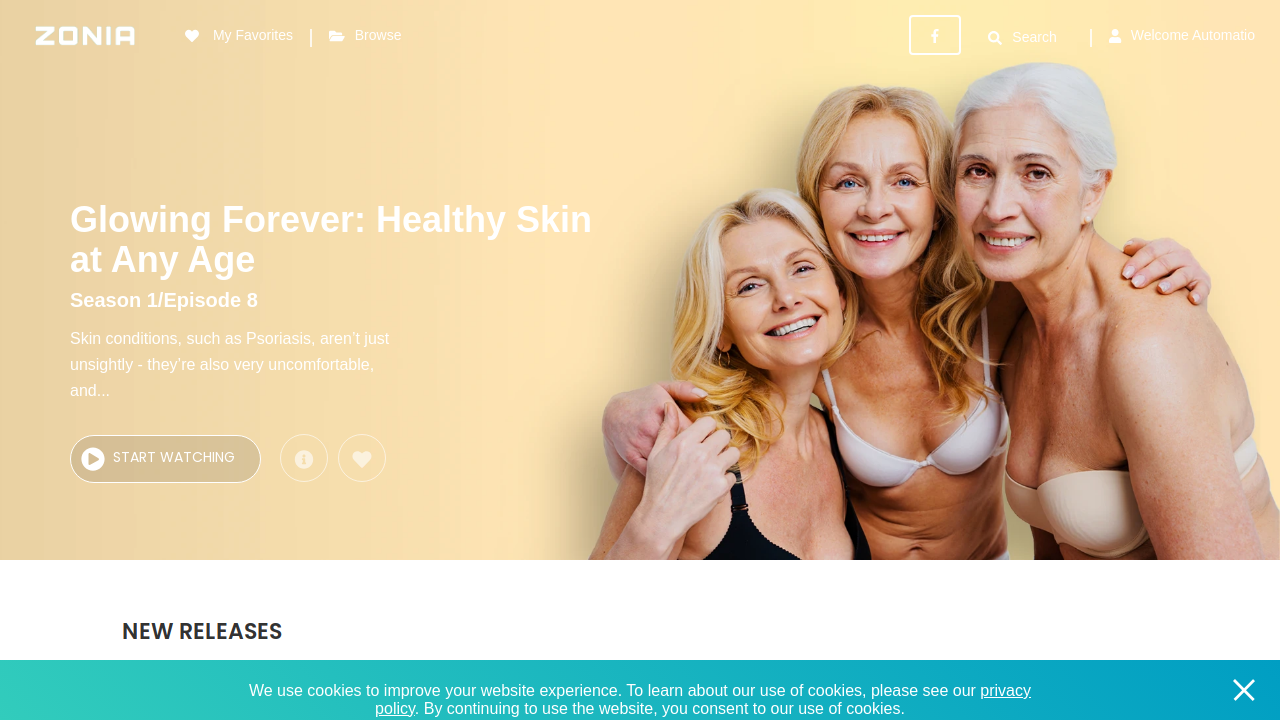 ZONIA
My Favorites
Browse
Search
Welcome Automatio
Glowing Forever: Healthy Skin
at Any Age
Season 1/Episode 8
Skin conditions, such as Psoriasis, aren’t just
unsightly - they’re also very uncomfortable,
and...
START WATCHING
NEW RELEASES
We use cookies to improve your website experience. To learn about our use of cookies, please see our privacy
policy. By continuing to use the website, you consent to our use of cookies.